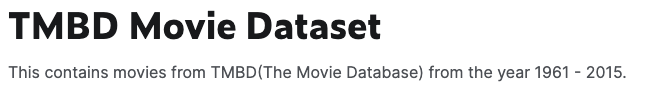 TMBD Movie Dataset
This contains movies from TMBD(The Movie Database) from the year 1961 - 2015.